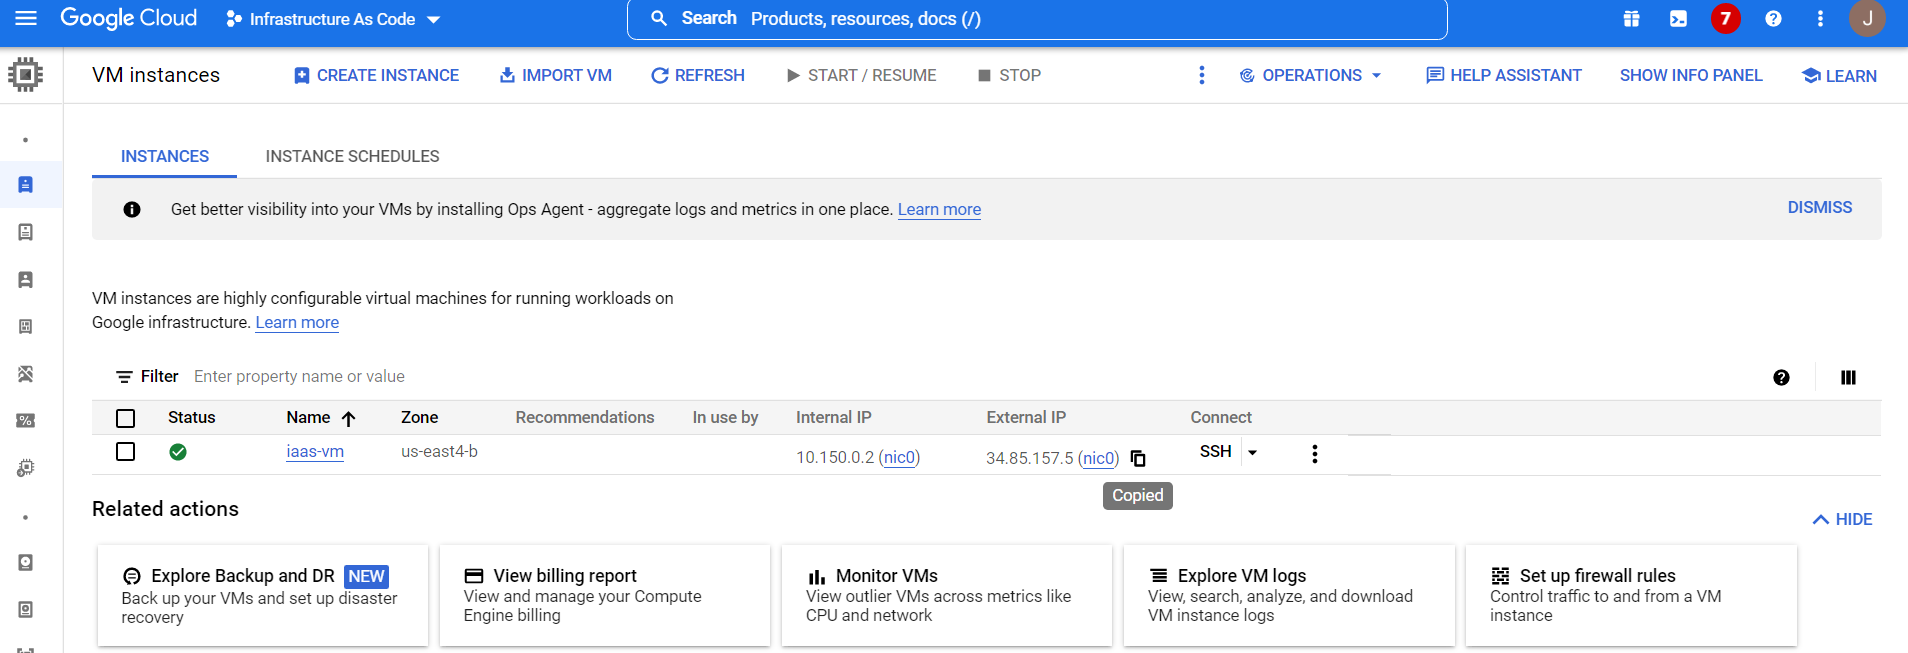 Google Cloud Infrastructure As Code Search Products, resources, docs (/) 7 ? J
VM instances CREATE INSTANCE IMPORT VM REFRESH START / RESUME STOP OPERATIONS HELP ASSISTANT SHOW INFO PANEL LEARN
INSTANCES INSTANCE SCHEDULES
Get better visibility into your VMs by installing Ops Agent - aggregate logs and metrics in one place. Learn more DISMISS
VM instances are highly configurable virtual machines for running workloads on
Google infrastructure. Learn more
Filter Enter property name or value
Status Name Zone Recommendations In use by Internal IP External IP Connect
iaas-vm us-east4-b 10.150.0.2 (nic0) 34.85.157.5 (nic0) SSH
Copied
Related actions
HIDE
Explore Backup and DR NEW
Back up your VMs and set up disaster
recovery
View billing report
View and manage your Compute
Engine billing
Monitor VMs
View outlier VMs across metrics like
CPU and network
Explore VM logs
View, search, analyze, and download
VM instance logs
Set up firewall rules
Control traffic to and from a VM
instance